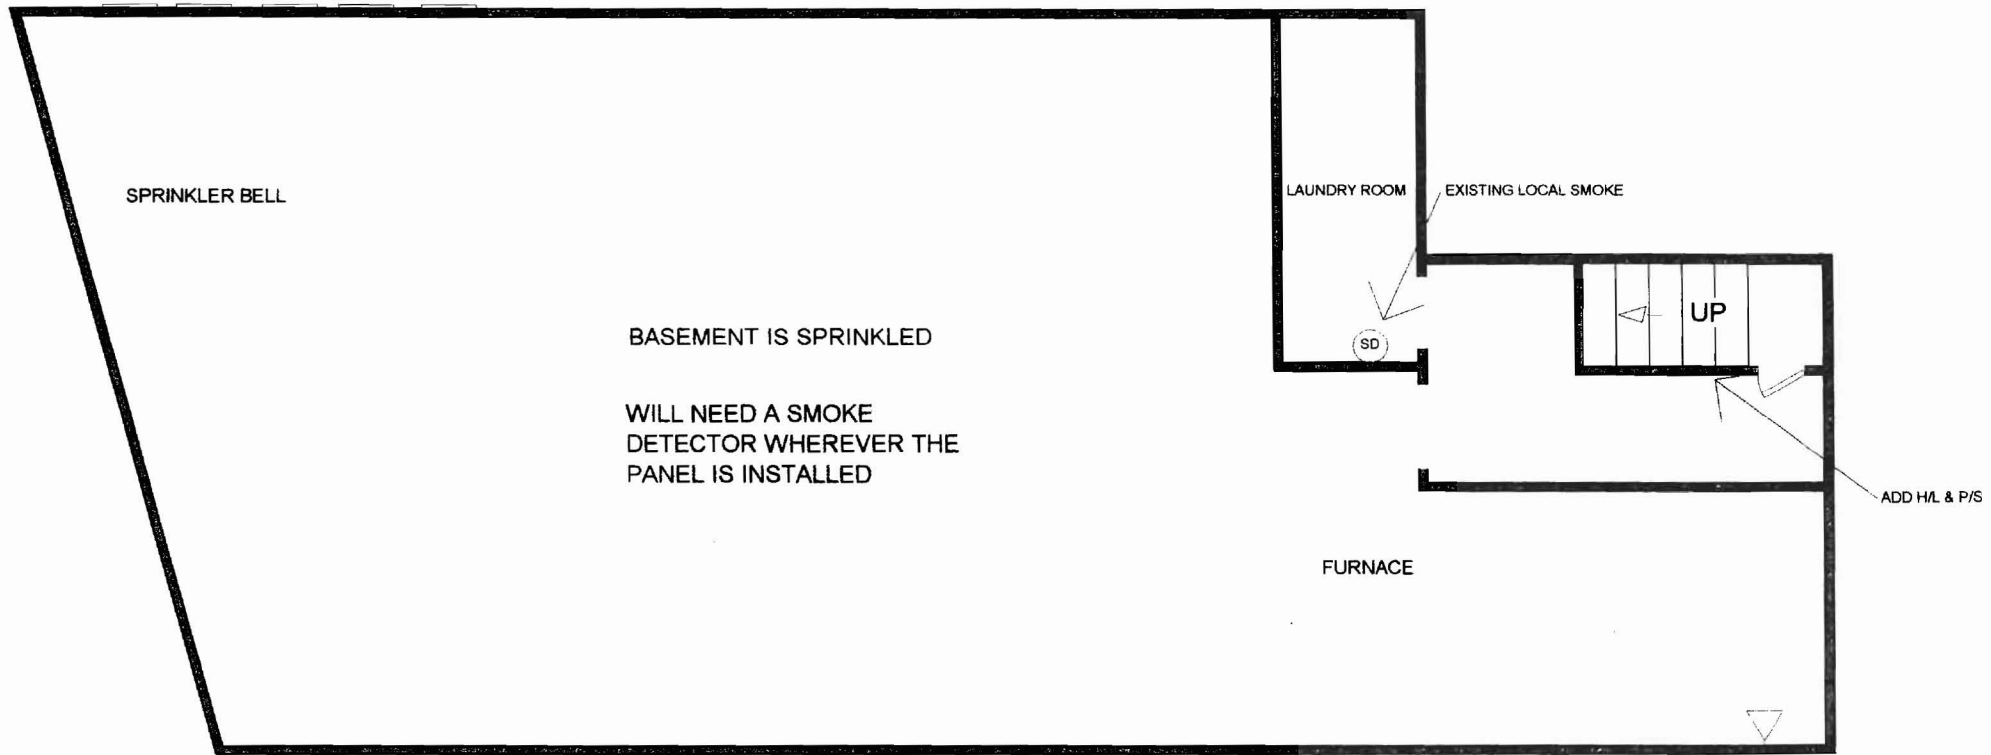 SPRINKLER BELL
LAUNDRY ROOM
EXISTING LOCAL SMOKE
UP
BASEMENT IS SPRINKLED
SD
WILL NEED A SMOKE
DETECTOR WHEREVER THE
PANEL IS INSTALLED
ADD H/L & P/S
FURNACE